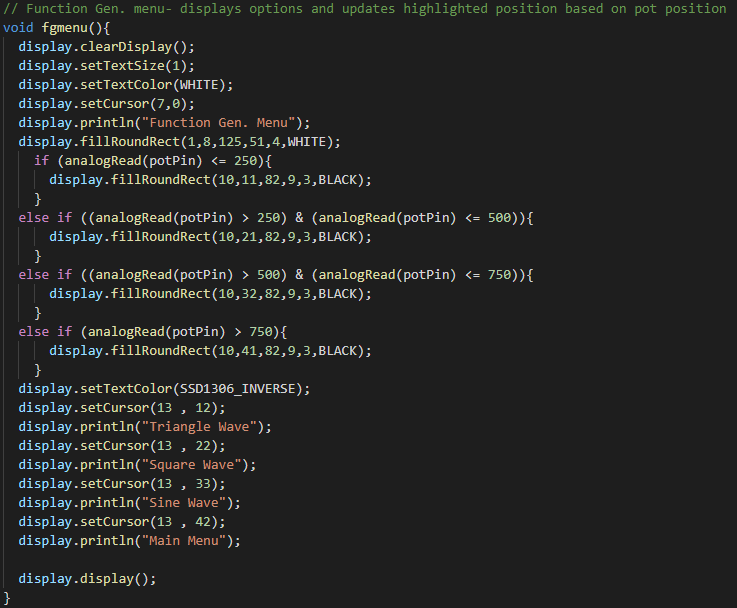 // Function Gen. menu- displays options and updates highlighted position based on pot position
void fgmenu(){
  display.clearDisplay();
  display.setTextSize(1);
  display.setTextColor(WHITE);
  display.setCursor(7,0);
  display.println("Function Gen. Menu");
  display.fillRoundRect(1,8,125,51,4,WHITE);
    if (analogRead(potPin) <= 250){
      display.fillRoundRect(10,11,82,9,3,BLACK);
    }
  else if ((analogRead(potPin) > 250) & (analogRead(potPin) <= 500)){
      display.fillRoundRect(10,21,82,9,3,BLACK);
    }
  else if ((analogRead(potPin) > 500) & (analogRead(potPin) <= 750)){
      display.fillRoundRect(10,32,82,9,3,BLACK);
    }
  else if (analogRead(potPin) > 750){
      display.fillRoundRect(10,41,82,9,3,BLACK);
    }
  display.setTextColor(SSD1306_INVERSE);
  display.setCursor(13 , 12);
  display.println("Triangle Wave");
  display.setCursor(13 , 22);
  display.println("Square Wave");
  display.setCursor(13 , 33);
  display.println("Sine Wave");
  display.setCursor(13 , 42);
  display.println("Main Menu");

  display.display();
}